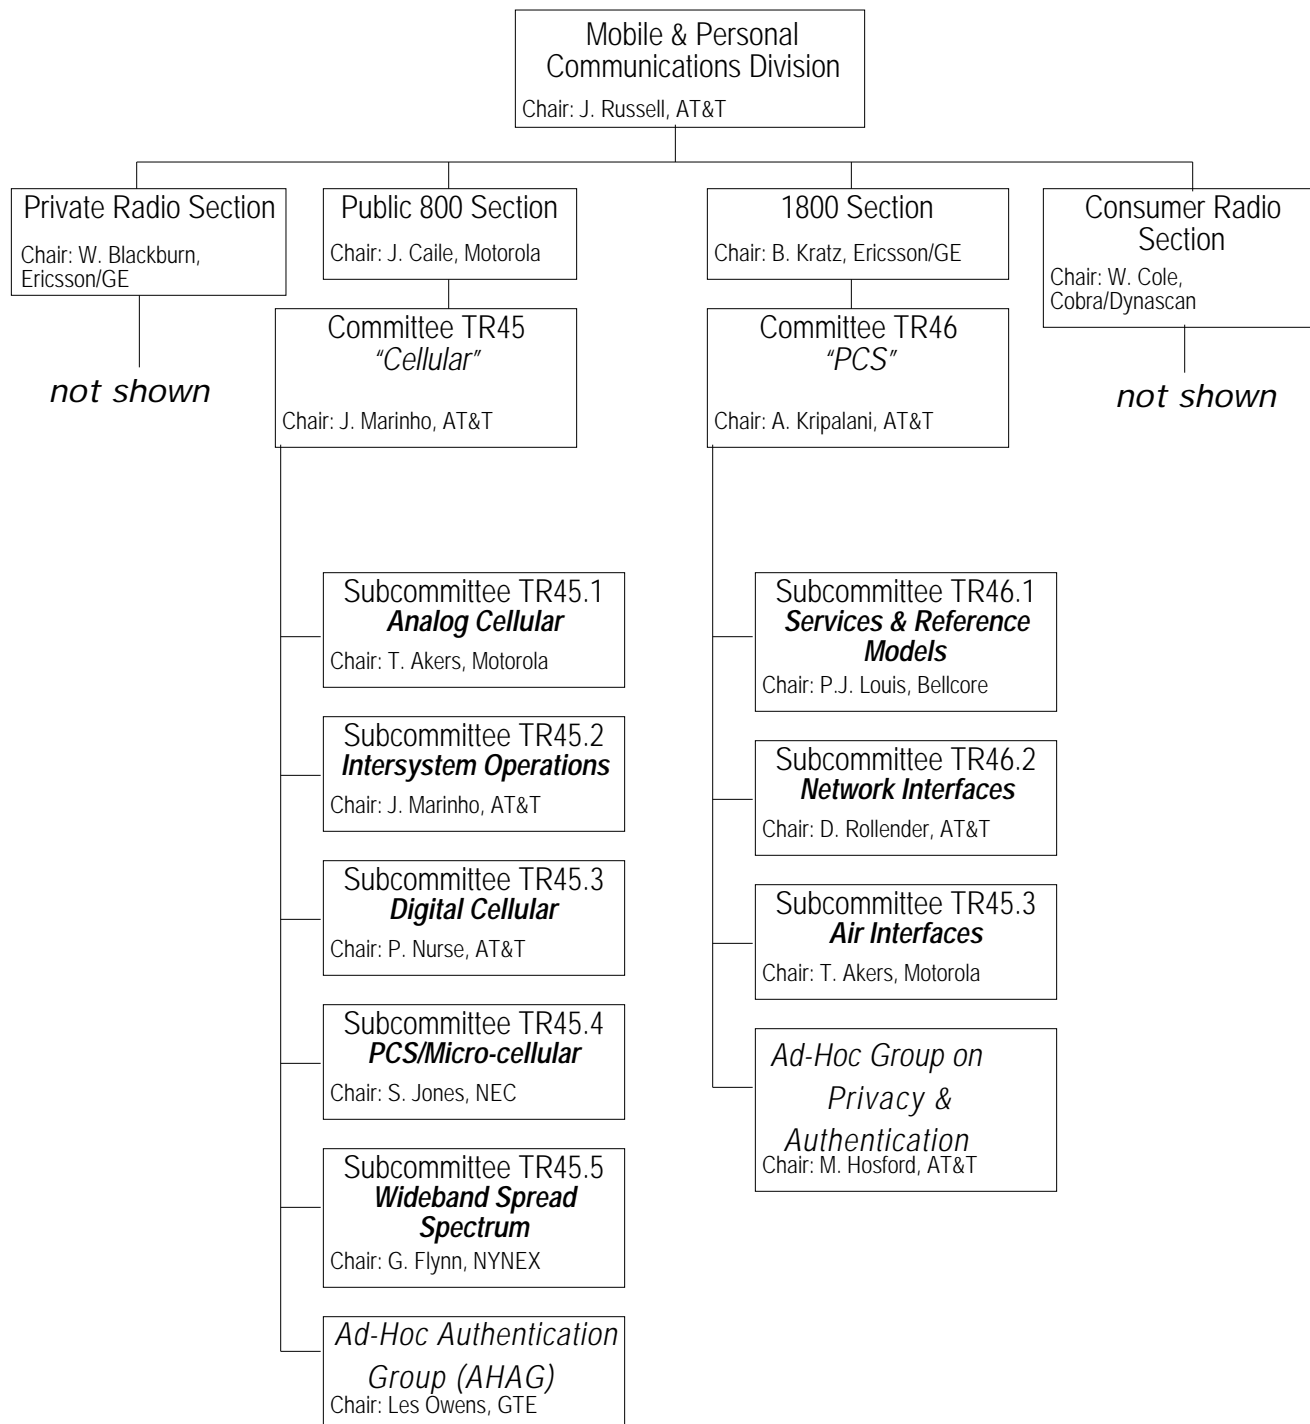 Mobile & Personal
Communications Division
Chair: J. Russell, AT&T
Private Radio Section
Chair: W. Blackburn,
Ericsson/GE
not shown
Public 800 Section
Chair: J. Caile, Motorola
1800 Section
Chair: B. Kratz, Ericsson/GE
Consumer Radio
Section
Chair: W. Cole,
Cobra/Dynascan
not shown
Committee TR45
"Cellular"
Chair: J. Marinho, AT&T
Committee TR46
"PCS"
Chair: A. Kripalani, AT&T
Subcommittee TR45.1
Analog Cellular
Chair: T. Akers, Motorola
Subcommittee TR45.2
Intersystem Operations
Chair: J. Marinho, AT&T
Subcommittee TR45.3
Digital Cellular
Chair: P. Nurse, AT&T
Subcommittee TR45.4
PCS/Micro-cellular
Chair: S. Jones, NEC
Subcommittee TR45.5
Wideband Spread
Spectrum
Chair: G. Flynn, NYNEX
Ad-Hoc Authentication
Group (AHAG)
Chair: Les Owens, GTE
Subcommittee TR46.1
Services & Reference
Models
Chair: P.J. Louis, Bellcore
Subcommittee TR46.2
Network Interfaces
Chair: D. Rollender, AT&T
Subcommittee TR45.3
Air Interfaces
Chair: T. Akers, Motorola
Ad-Hoc Group on
Privacy &
Authentication
Chair: M. Hosford, AT&T